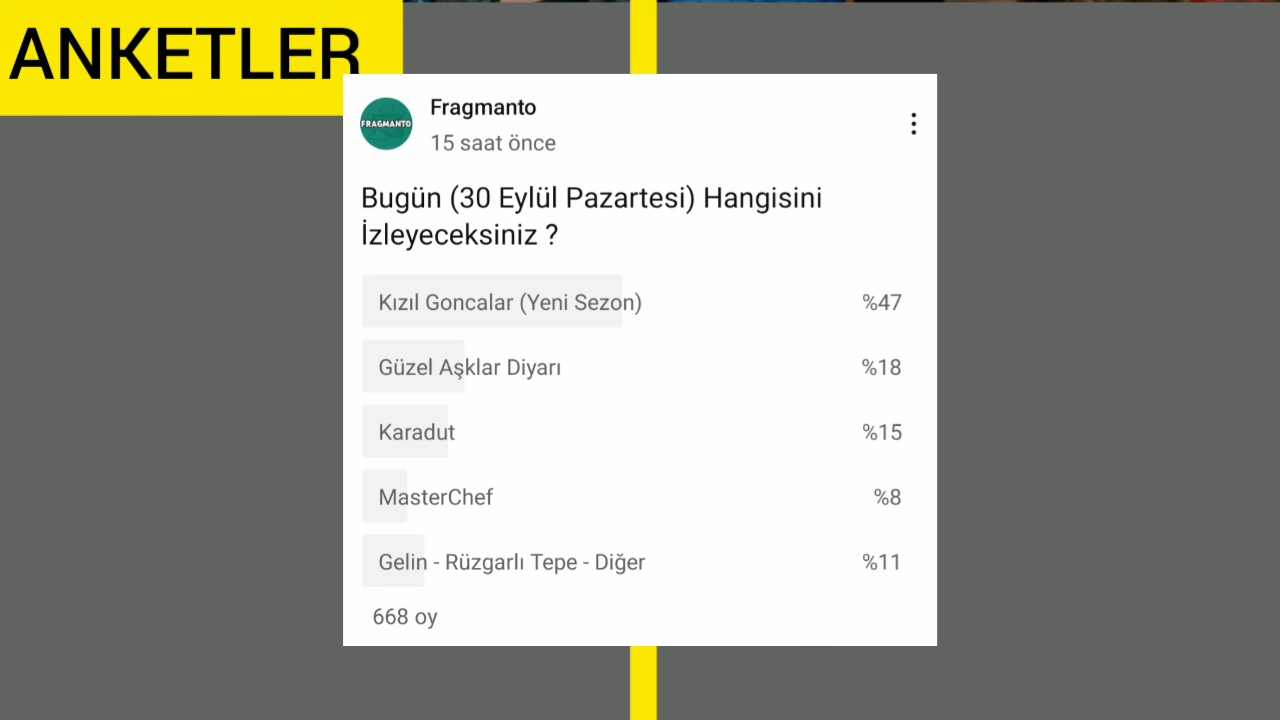 ANKETLER
FRAGMANTO
Fragmanto
15 saat önce
Bugün (30 Eylül Pazartesi) Hangisini
İzleyeceksiniz ?
Kızıl Goncalar (Yeni Sezon) %47
Güzel Aşklar Diyarı %18
Karadut %15
MasterChef %8
Gelin - Rüzgarlı Tepe - Diğer %11
668 oy